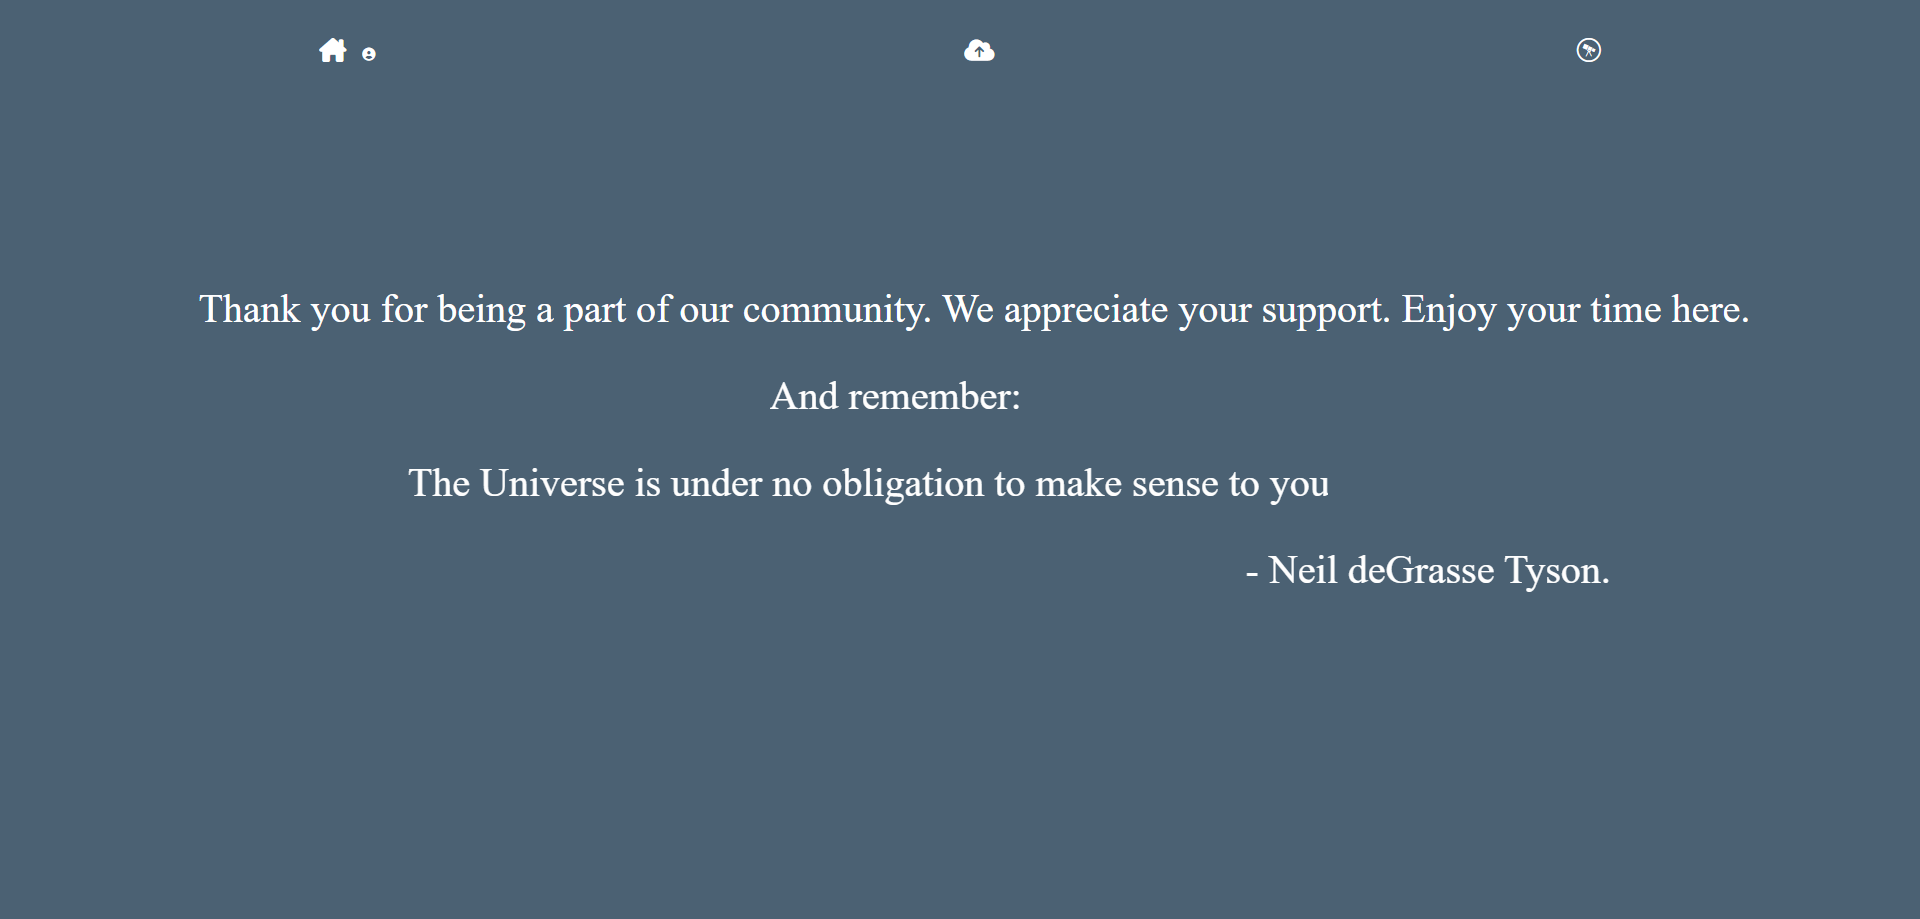 Thank you for being a part of our community. We appreciate your support. Enjoy your time here.
And remember:
The Universe is under no obligation to make sense to you
- Neil deGrasse Tyson.